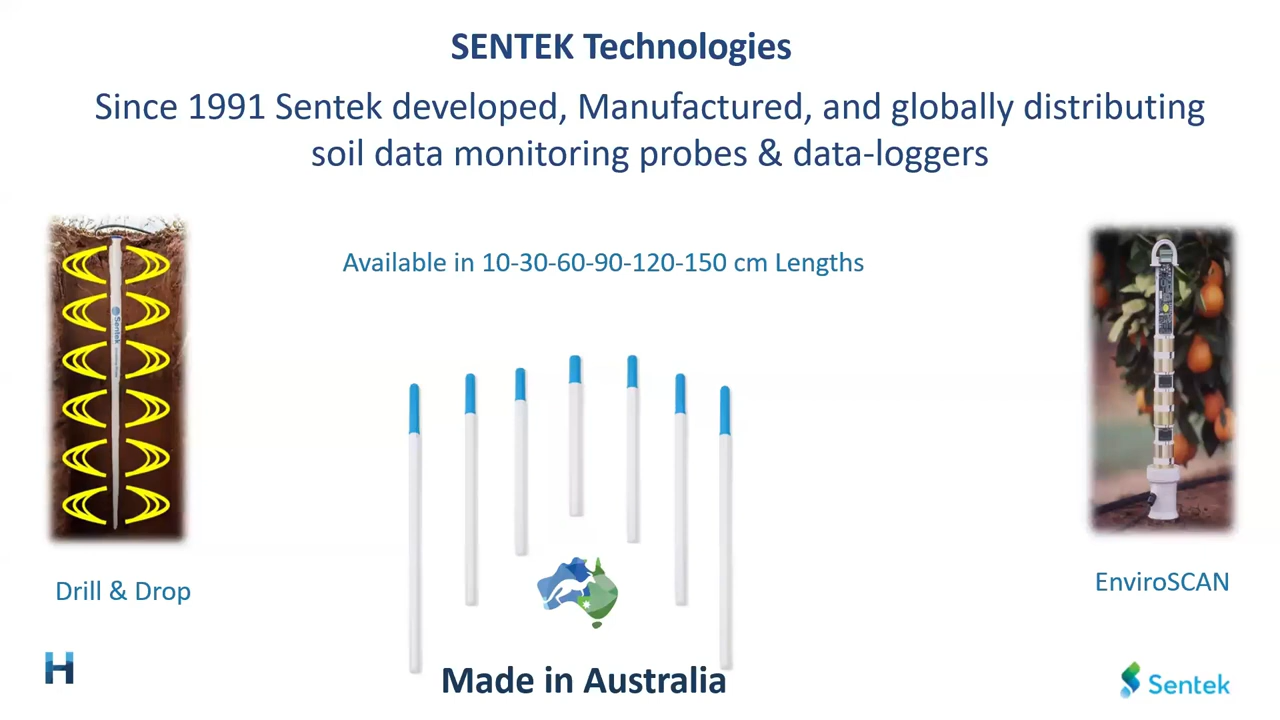 SENTEK Technologies
Since 1991 Sentek developed, Manufactured, and globally distributing
soil data monitoring probes & data-loggers
Available in 10-30-60-90-120-150 cm Lengths
Sentek
Drill & Drop
EnviroSCAN
Made in Australia
H
Sentek